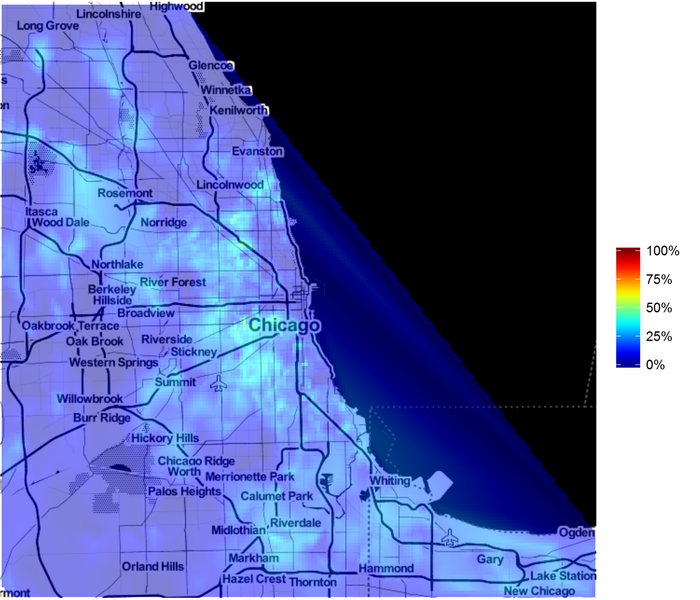 Highwood
Lincolnshire
Long Grove
Glencoe
Winnetka
Kenilworth
Evanston
Lincolnwood
Rosemont
Itasca
Wood Dale
Norridge
Northlake
Berkeley
River Forest
Hillside
Broadview
Oakbrook Terrace
Chicago
Oak Brook
Riverside
Stickney
Western Springs
Summit
Willowbrook
Burr Ridge
Hickory Hills
Chicago Ridge
Worth
Merrionette Park
Whiting
Palos Heights
Calumet Park
Riverdale
Midlothian
Ogden
Markham
Gary
Orland Hills
Hammond
Lake Station
Hazel Crest
Thornton
New Chicago
100%
75%
50%
25%
0%